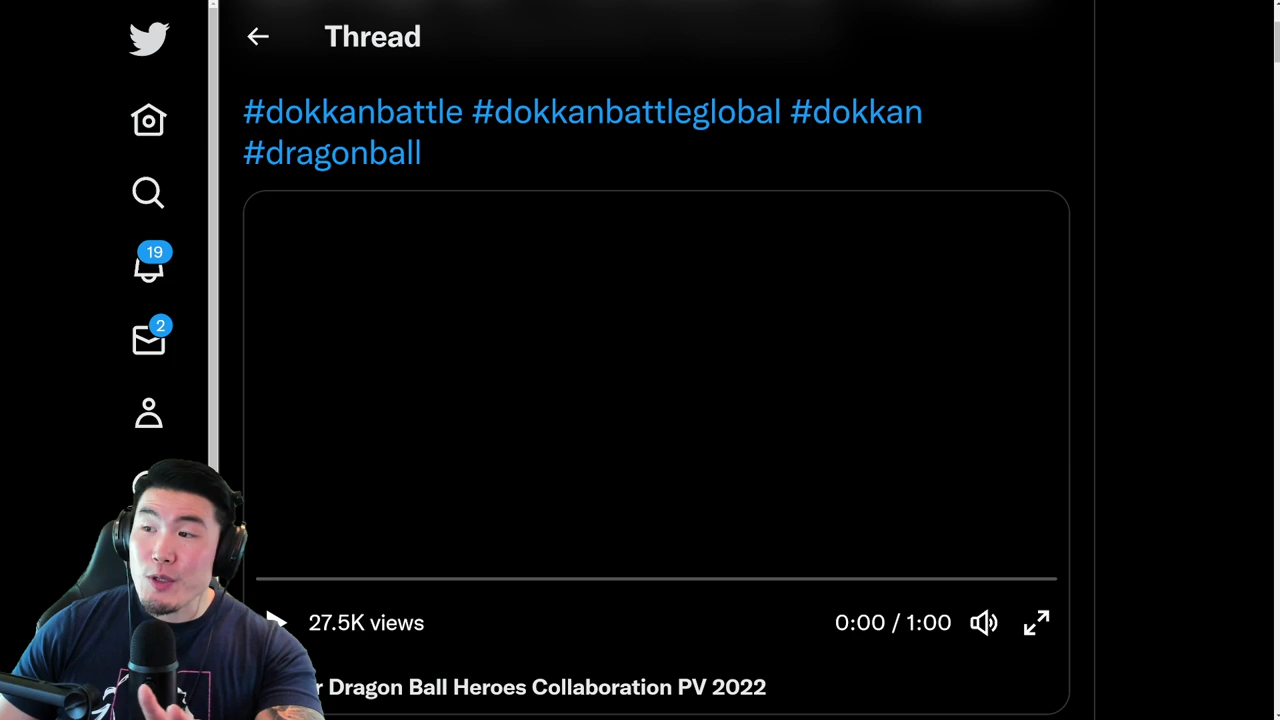 Thread
#dokkanbattle #dokkanbattleglobal #dokkan
#dragonball
19
2
27.5K views
0:00 / 1:00
r Dragon Ball Heroes Collaboration PV 2022